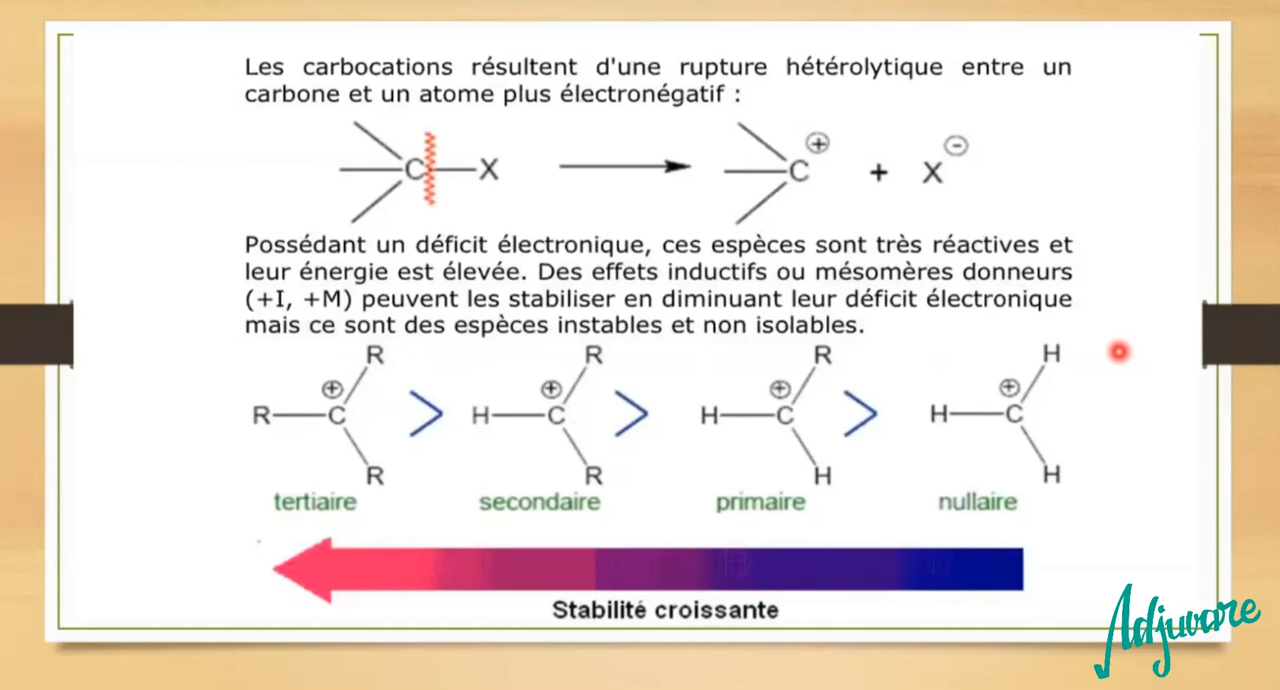 Les carbocations résultent d'une rupture hétérolytique entre un
carbone et un atome plus électronégatif :
C X C ⊕ + X ⊖
Possédant un déficit électronique, ces espèces sont très réactives et
leur énergie est élevée. Des effets inductifs ou mésomères donneurs
(+I, +M) peuvent les stabiliser en diminuant leur déficit électronique
mais ce sont des espèces instables et non isolables.
R R R H
⊕ ⊕ ⊕ ⊕
R C > H C > H C > H C
R R H H
tertiaire secondaire primaire nullaire
Stabilité croissante
Adjuvare